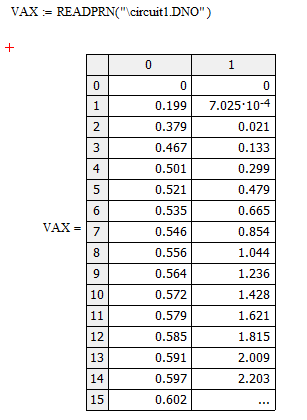 VAX := READPRN("\circuit1.DNO")
0 1
0 0 0
1 0.199 7.025·10⁻⁴
2 0.379 0.021
3 0.467 0.133
4 0.501 0.299
5 0.521 0.479
6 0.535 0.665
VAX = 7 0.546 0.854
8 0.556 1.044
9 0.564 1.236
10 0.572 1.428
11 0.579 1.621
12 0.585 1.815
13 0.591 2.009
14 0.597 2.203
15 0.602 ...